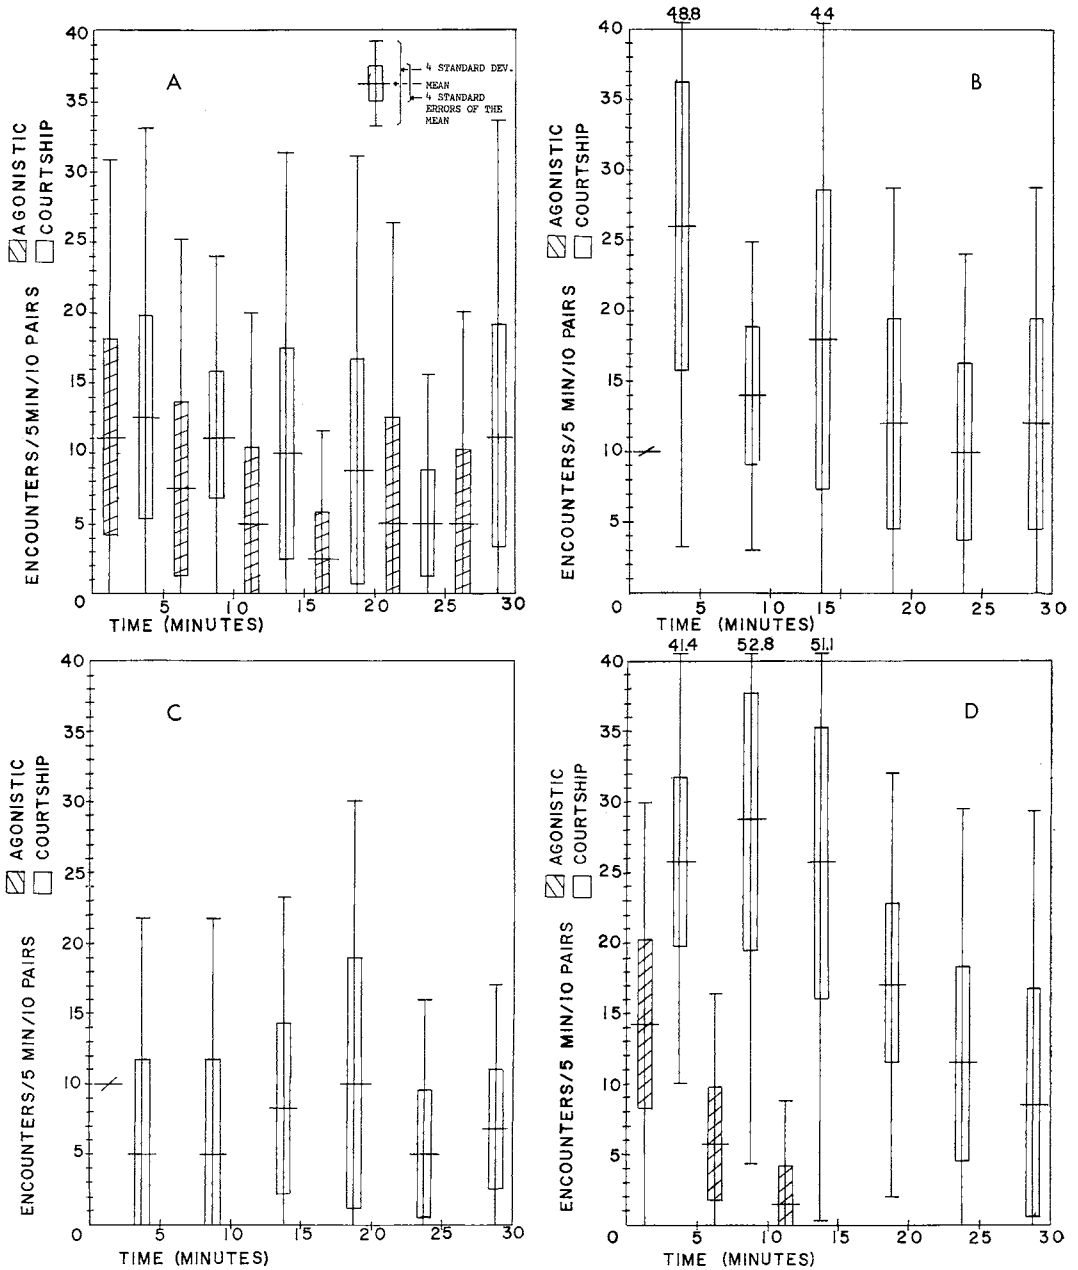 A
4 STANDARD DEV.
MEAN
4 STANDARD
ERRORS OF THE
MEAN
AGONISTIC
COURTSHIP
ENCOUNTERS/5MIN/10 PAIRS
40
35
30
25
20
15
10
5
0
5 10 15 20 25 30
TIME (MINUTES)
48.8 44
B
AGONISTIC
COURTSHIP
ENCOUNTERS/5 MIN/10 PAIRS
40
35
30
25
20
15
10
5
0
5 10 15 20 25 30
TIME (MINUTES)
C
AGONISTIC
COURTSHIP
ENCOUNTERS/5 MIN/10 PAIRS
40
35
30
25
20
15
10
5
0
5 10 15 20 25 30
TIME (MINUTES)
41.4 52.8 51.1
D
AGONISTIC
COURTSHIP
ENCOUNTERS/5 MIN/10 PAIRS
40
35
30
25
20
15
10
5
0
5 10 15 20 25 30
TIME (MINUTES)